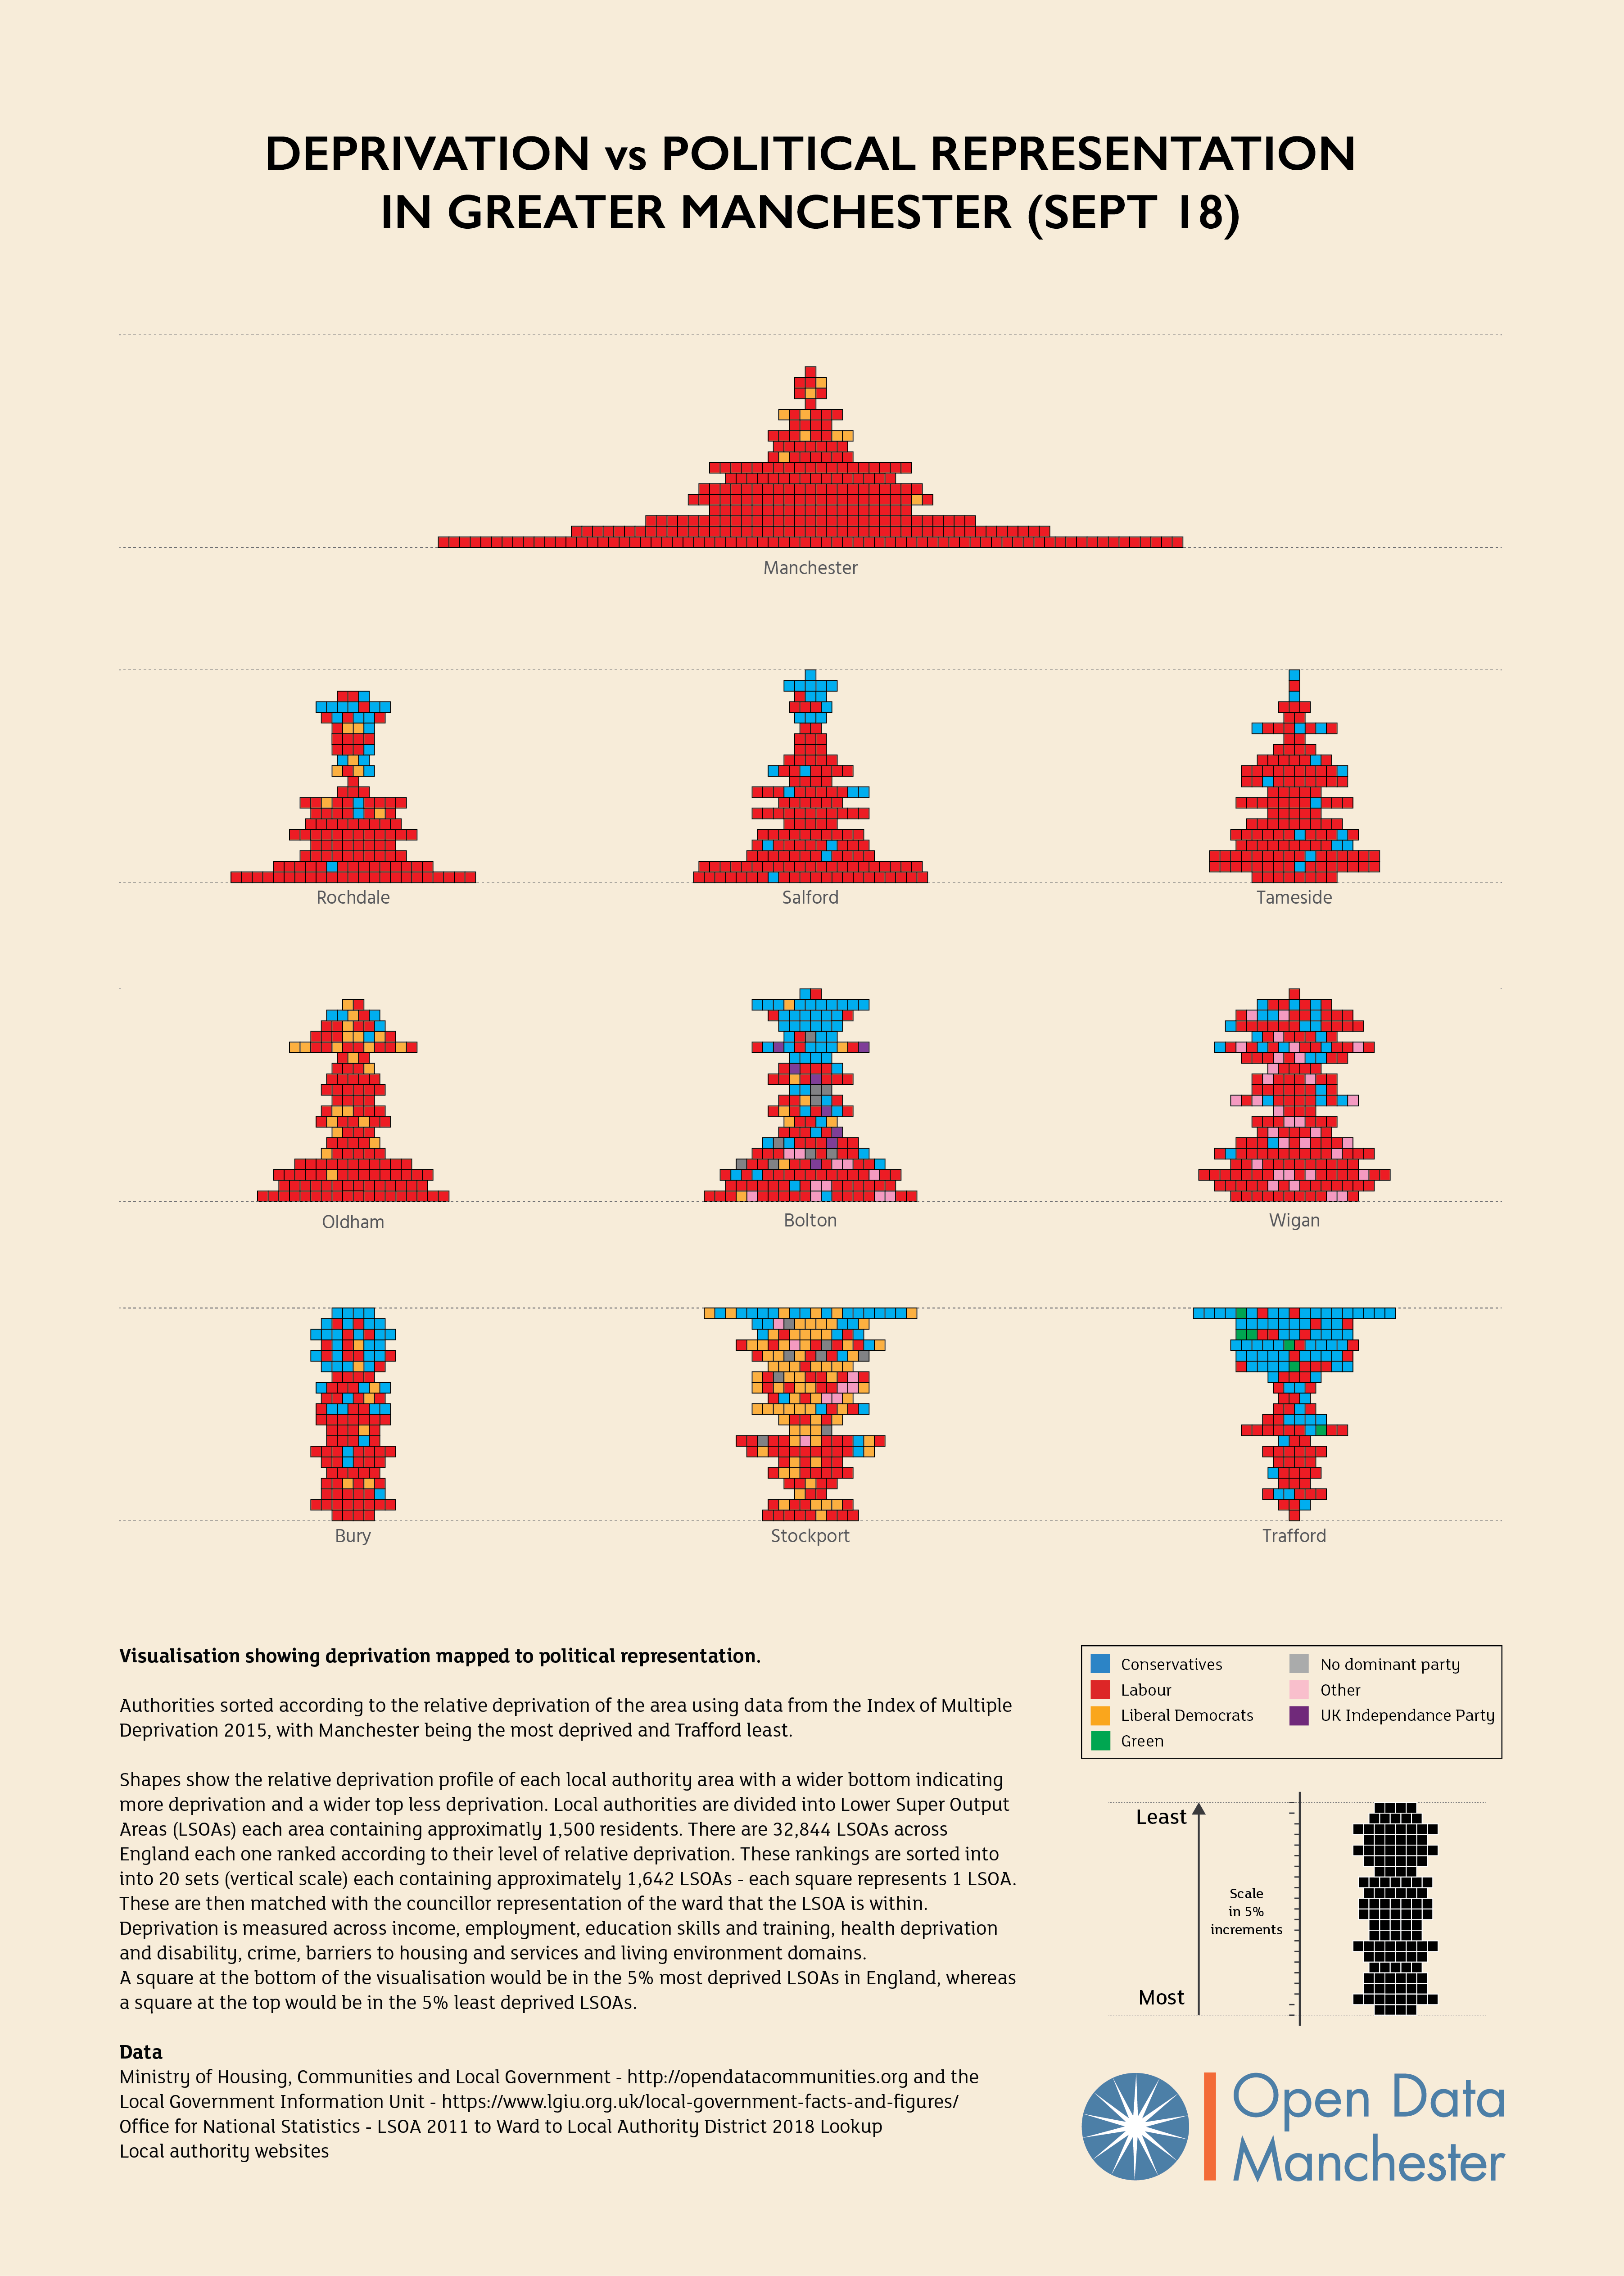 DEPRIVATION vs POLITICAL REPRESENTATION
IN GREATER MANCHESTER (SEPT 18)
Manchester
Rochdale
Salford
Tameside
Oldham
Bolton
Wigan
Bury
Stockport
Trafford
Visualisation showing deprivation mapped to political representation.
Authorities sorted according to the relative deprivation of the area using data from the Index of Multiple
Deprivation 2015, with Manchester being the most deprived and Trafford least.
Shapes show the relative deprivation profile of each local authority area with a wider bottom indicating
more deprivation and a wider top less deprivation. Local authorities are divided into Lower Super Output
Areas (LSOAs) each area containing approximatly 1,500 residents. There are 32,844 LSOAs across
England each one ranked according to their level of relative deprivation. These rankings are sorted into
into 20 sets (vertical scale) each containing approximately 1,642 LSOAs - each square represents 1 LSOA.
These are then matched with the councillor representation of the ward that the LSOA is within.
Deprivation is measured across income, employment, education skills and training, health deprivation
and disability, crime, barriers to housing and services and living environment domains.
A square at the bottom of the visualisation would be in the 5% most deprived LSOAs in England, whereas
a square at the top would be in the 5% least deprived LSOAs.
Data
Ministry of Housing, Communities and Local Government - http://opendatacommunities.org and the
Local Government Information Unit - https://www.lgiu.org.uk/local-government-facts-and-figures/
Office for National Statistics - LSOA 2011 to Ward to Local Authority District 2018 Lookup
Local authority websites
Conservatives
Labour
Liberal Democrats
Green
No dominant party
Other
UK Independance Party
Least
Scale
in 5%
increments
Most
Open Data
Manchester